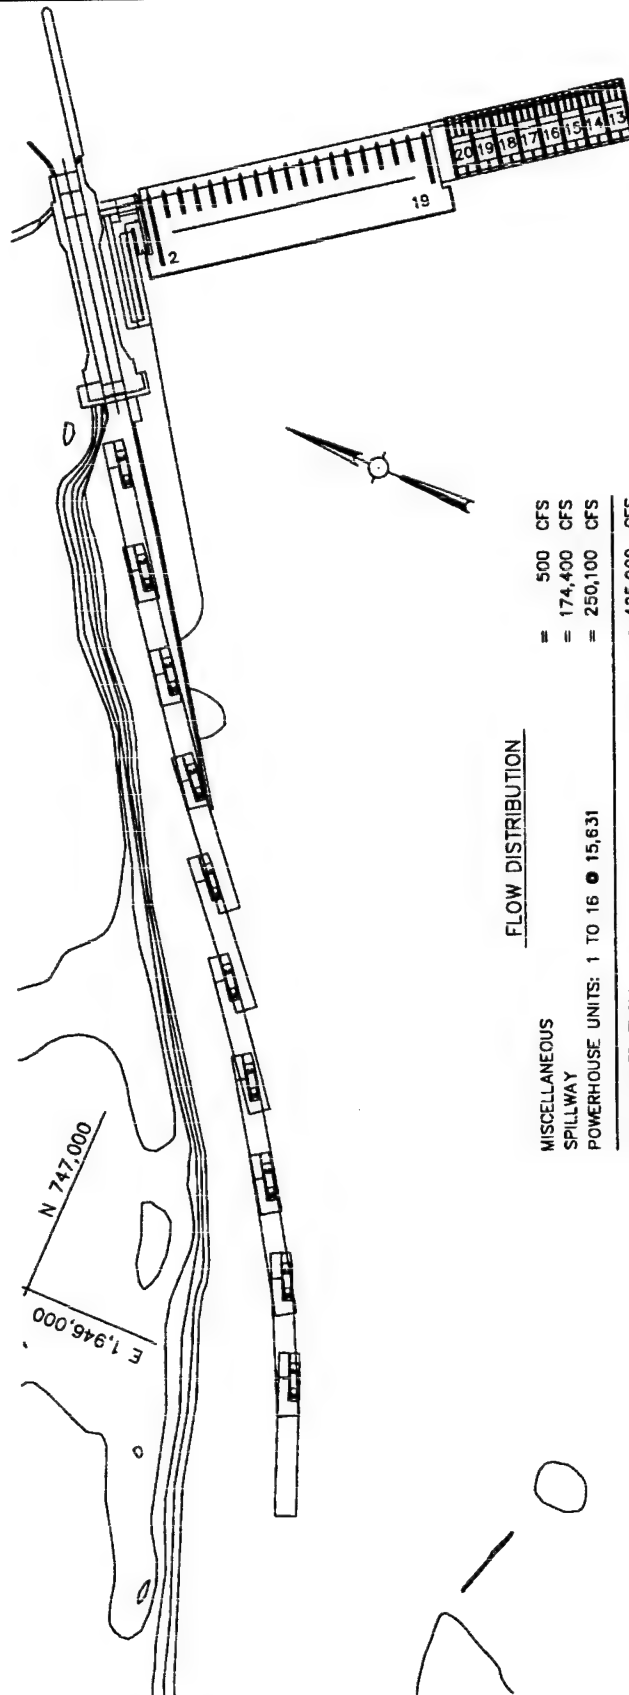 20 19 18 17 16 15 14 13
19
2
N 747,000
E 1,946,000
FLOW DISTRIBUTION
MISCELLANEOUS = 500 CFS
SPILLWAY = 174,400 CFS
POWERHOUSE UNITS: 1 TO 16 @ 15,631 = 250,100 CFS